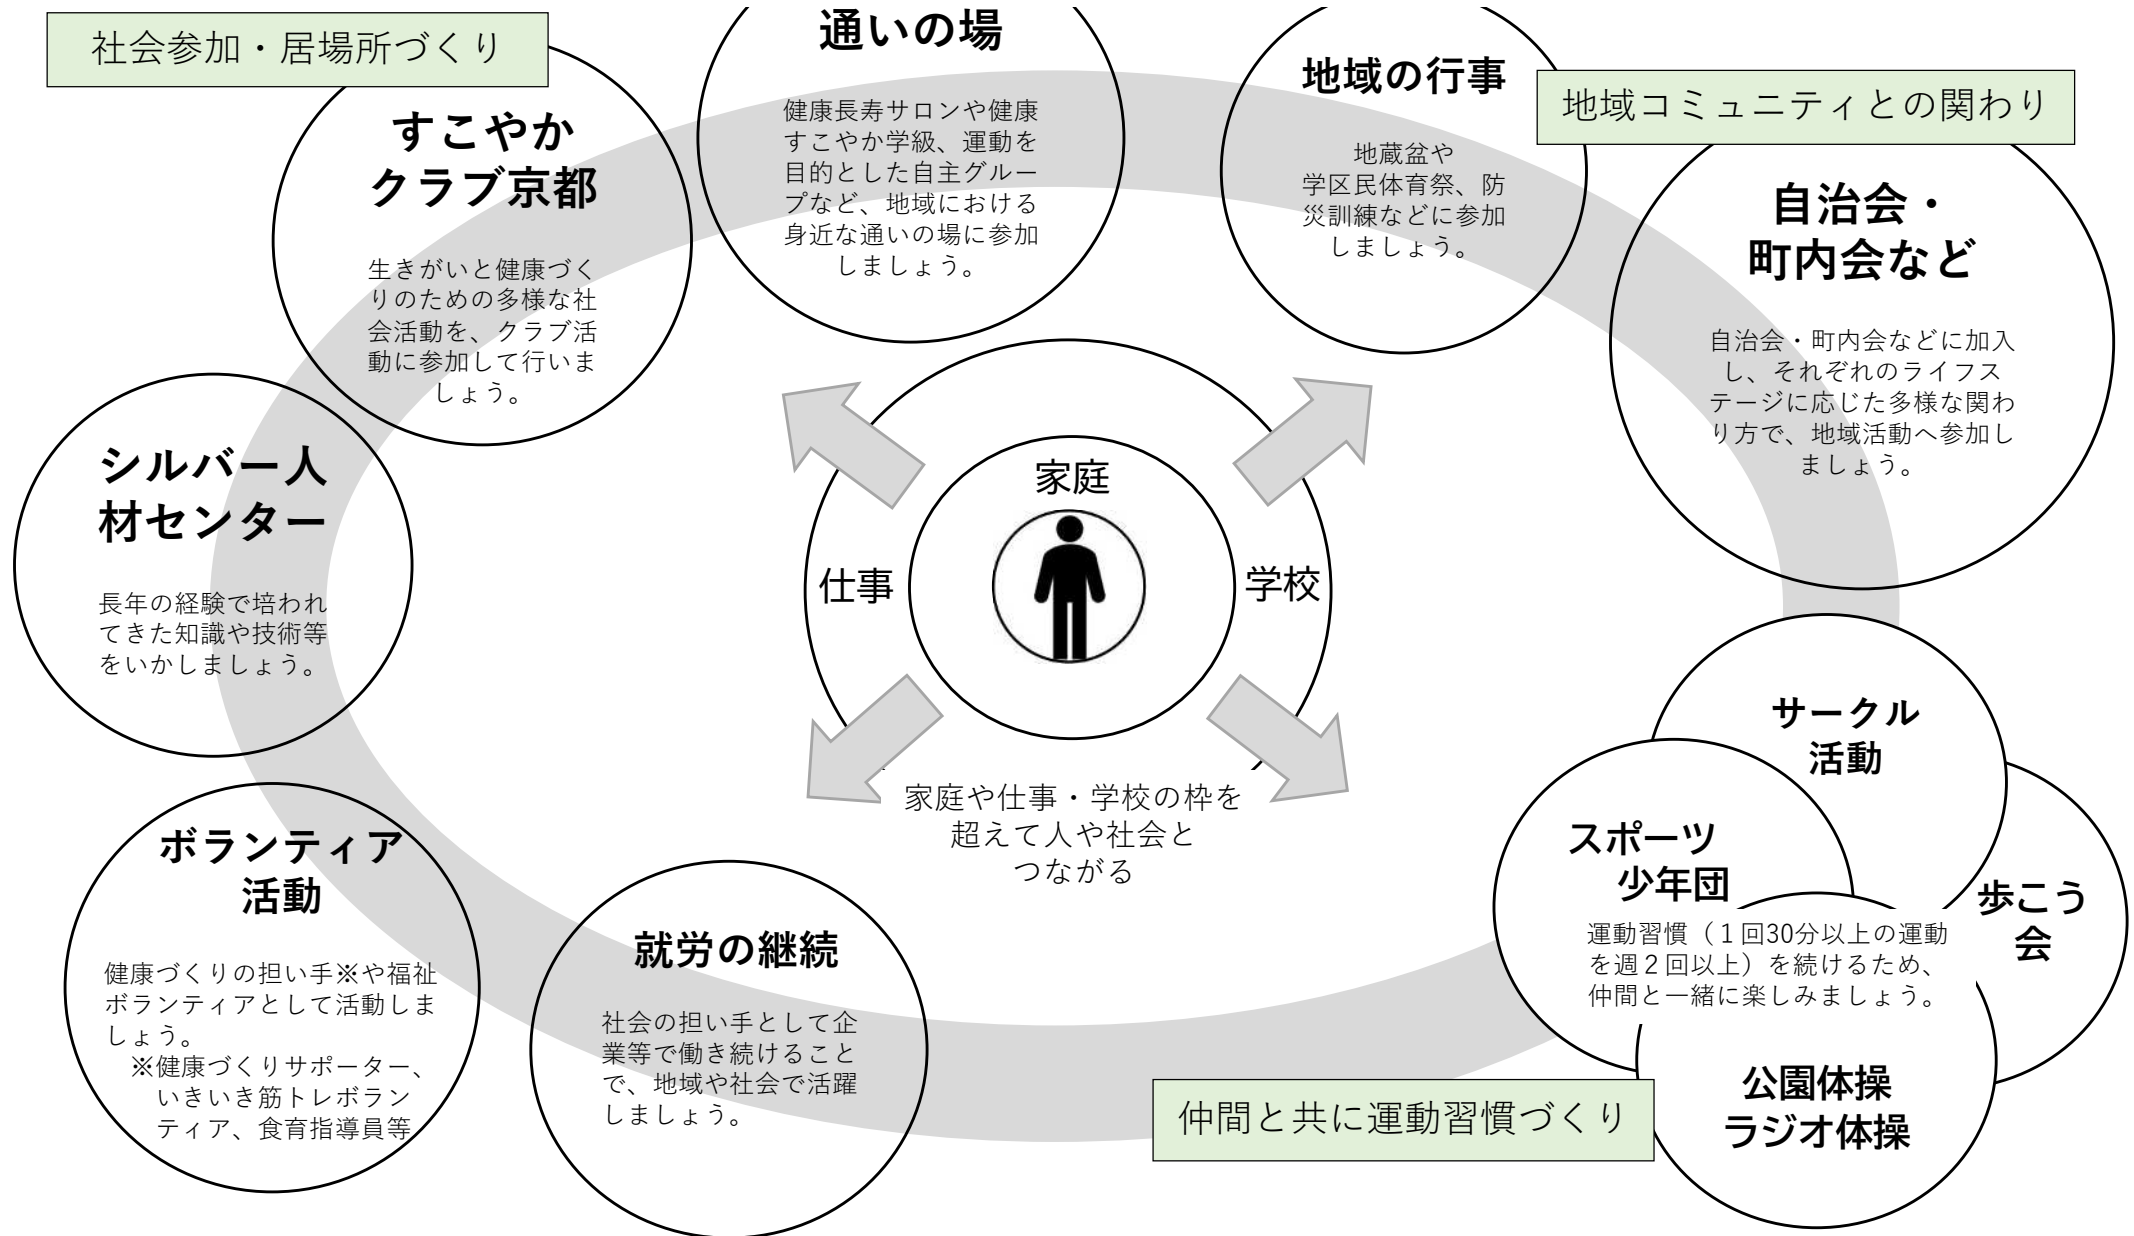 社会参加・居場所づくり
すこやか
クラブ京都
生きがいと健康づく
りのための多様な社
会活動を、クラブ活
動に参加して行いま
しょう。
通いの場
健康長寿サロンや健康
すこやか学級、運動を
目的とした自主グルー
プなど、地域における
身近な通いの場に参加
しましょう。
地域の行事
地蔵盆や
学区民体育祭、防
災訓練などに参加
しましょう。
地域コミュニティとの関わり
自治会・
町内会など
自治会・町内会などに加入
し、それぞれのライフス
テージに応じた多様な関わ
り方で、地域活動へ参加し
ましょう。
シルバー人
材センター
長年の経験で培われ
てきた知識や技術等
をいかしましょう。
家庭
仕事
学校
家庭や仕事・学校の枠を
超えて人や社会と
つながる
ボランティア
活動
健康づくりの担い手※や福祉
ボランティアとして活動しま
しょう。
※健康づくりサポーター、
いきいき筋トレボラン
ティア、食育指導員等
就労の継続
社会の担い手として企
業等で働き続けること
で、地域や社会で活躍
しましょう。
サークル
活動
スポーツ
少年団
歩こう
会
運動習慣（１回30分以上の運動
を週２回以上）を続けるため、
仲間と一緒に楽しみましょう。
公園体操
ラジオ体操
仲間と共に運動習慣づくり